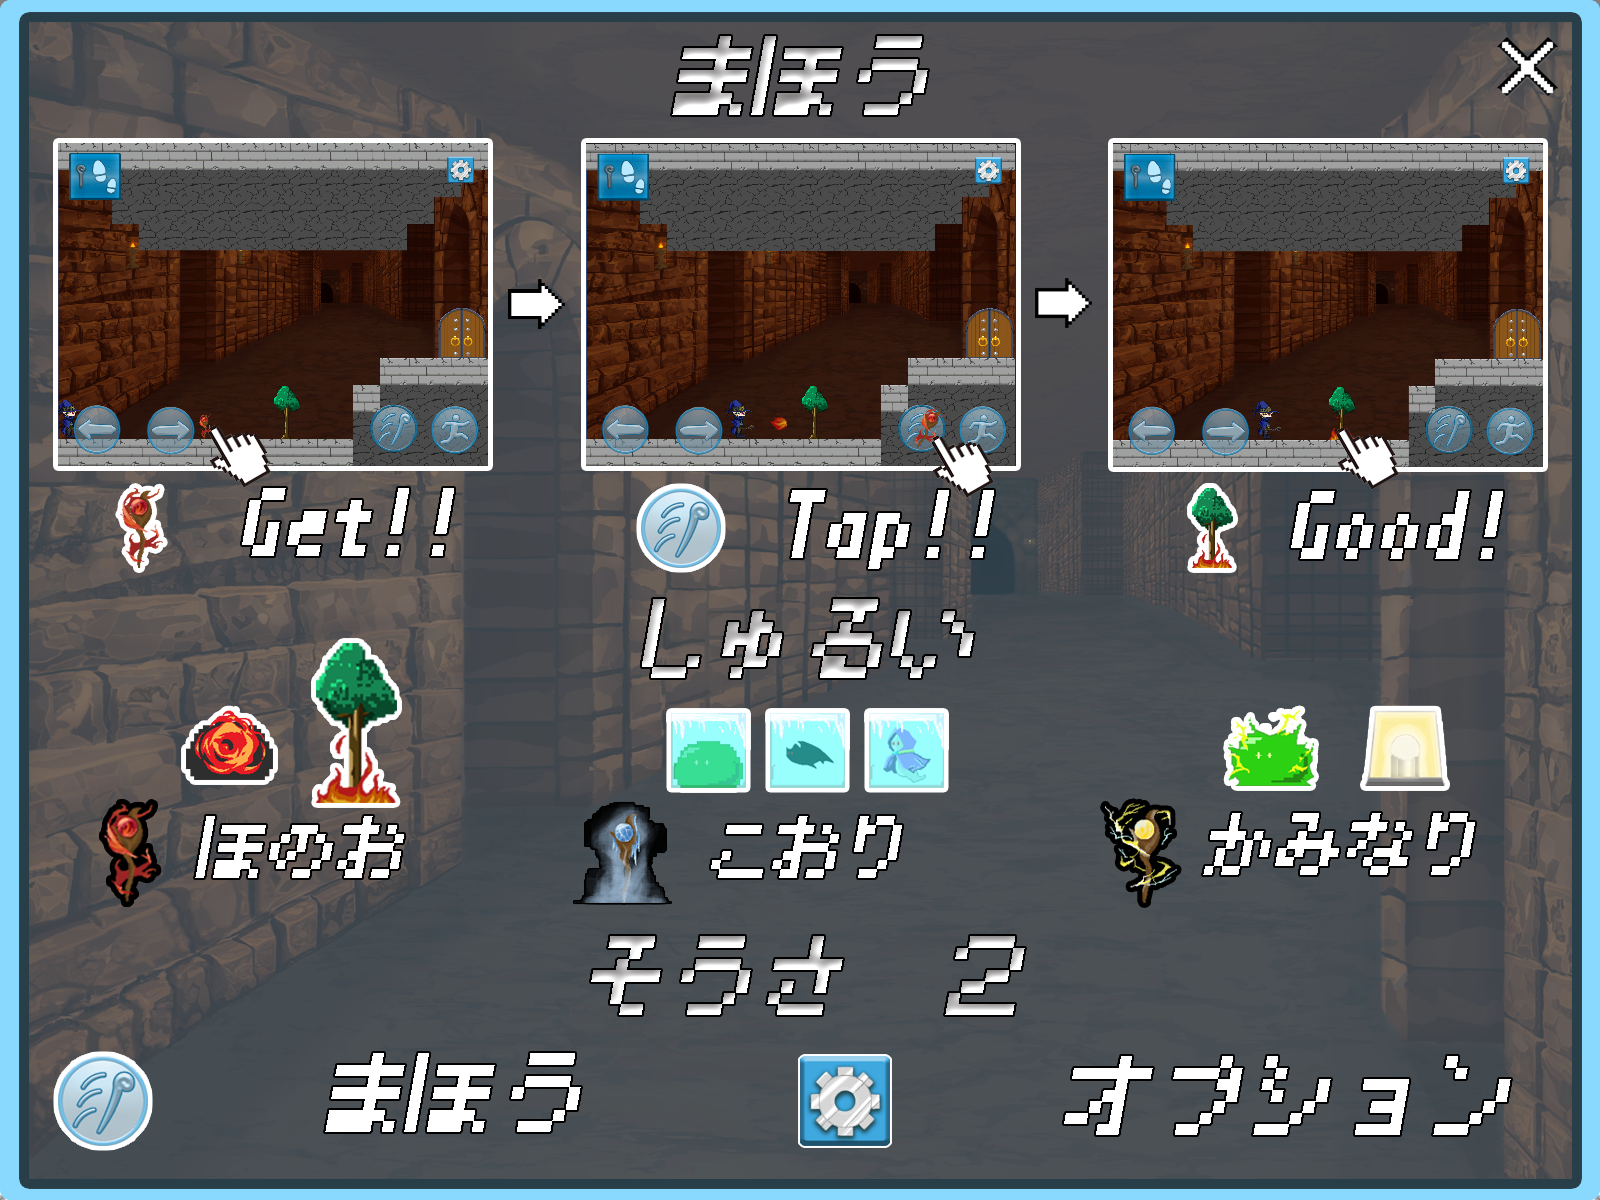 まほう
Get!! Tap!! Good!
しゅるい
ほのお こおり かみなり
そうさ 2
まほう オプション